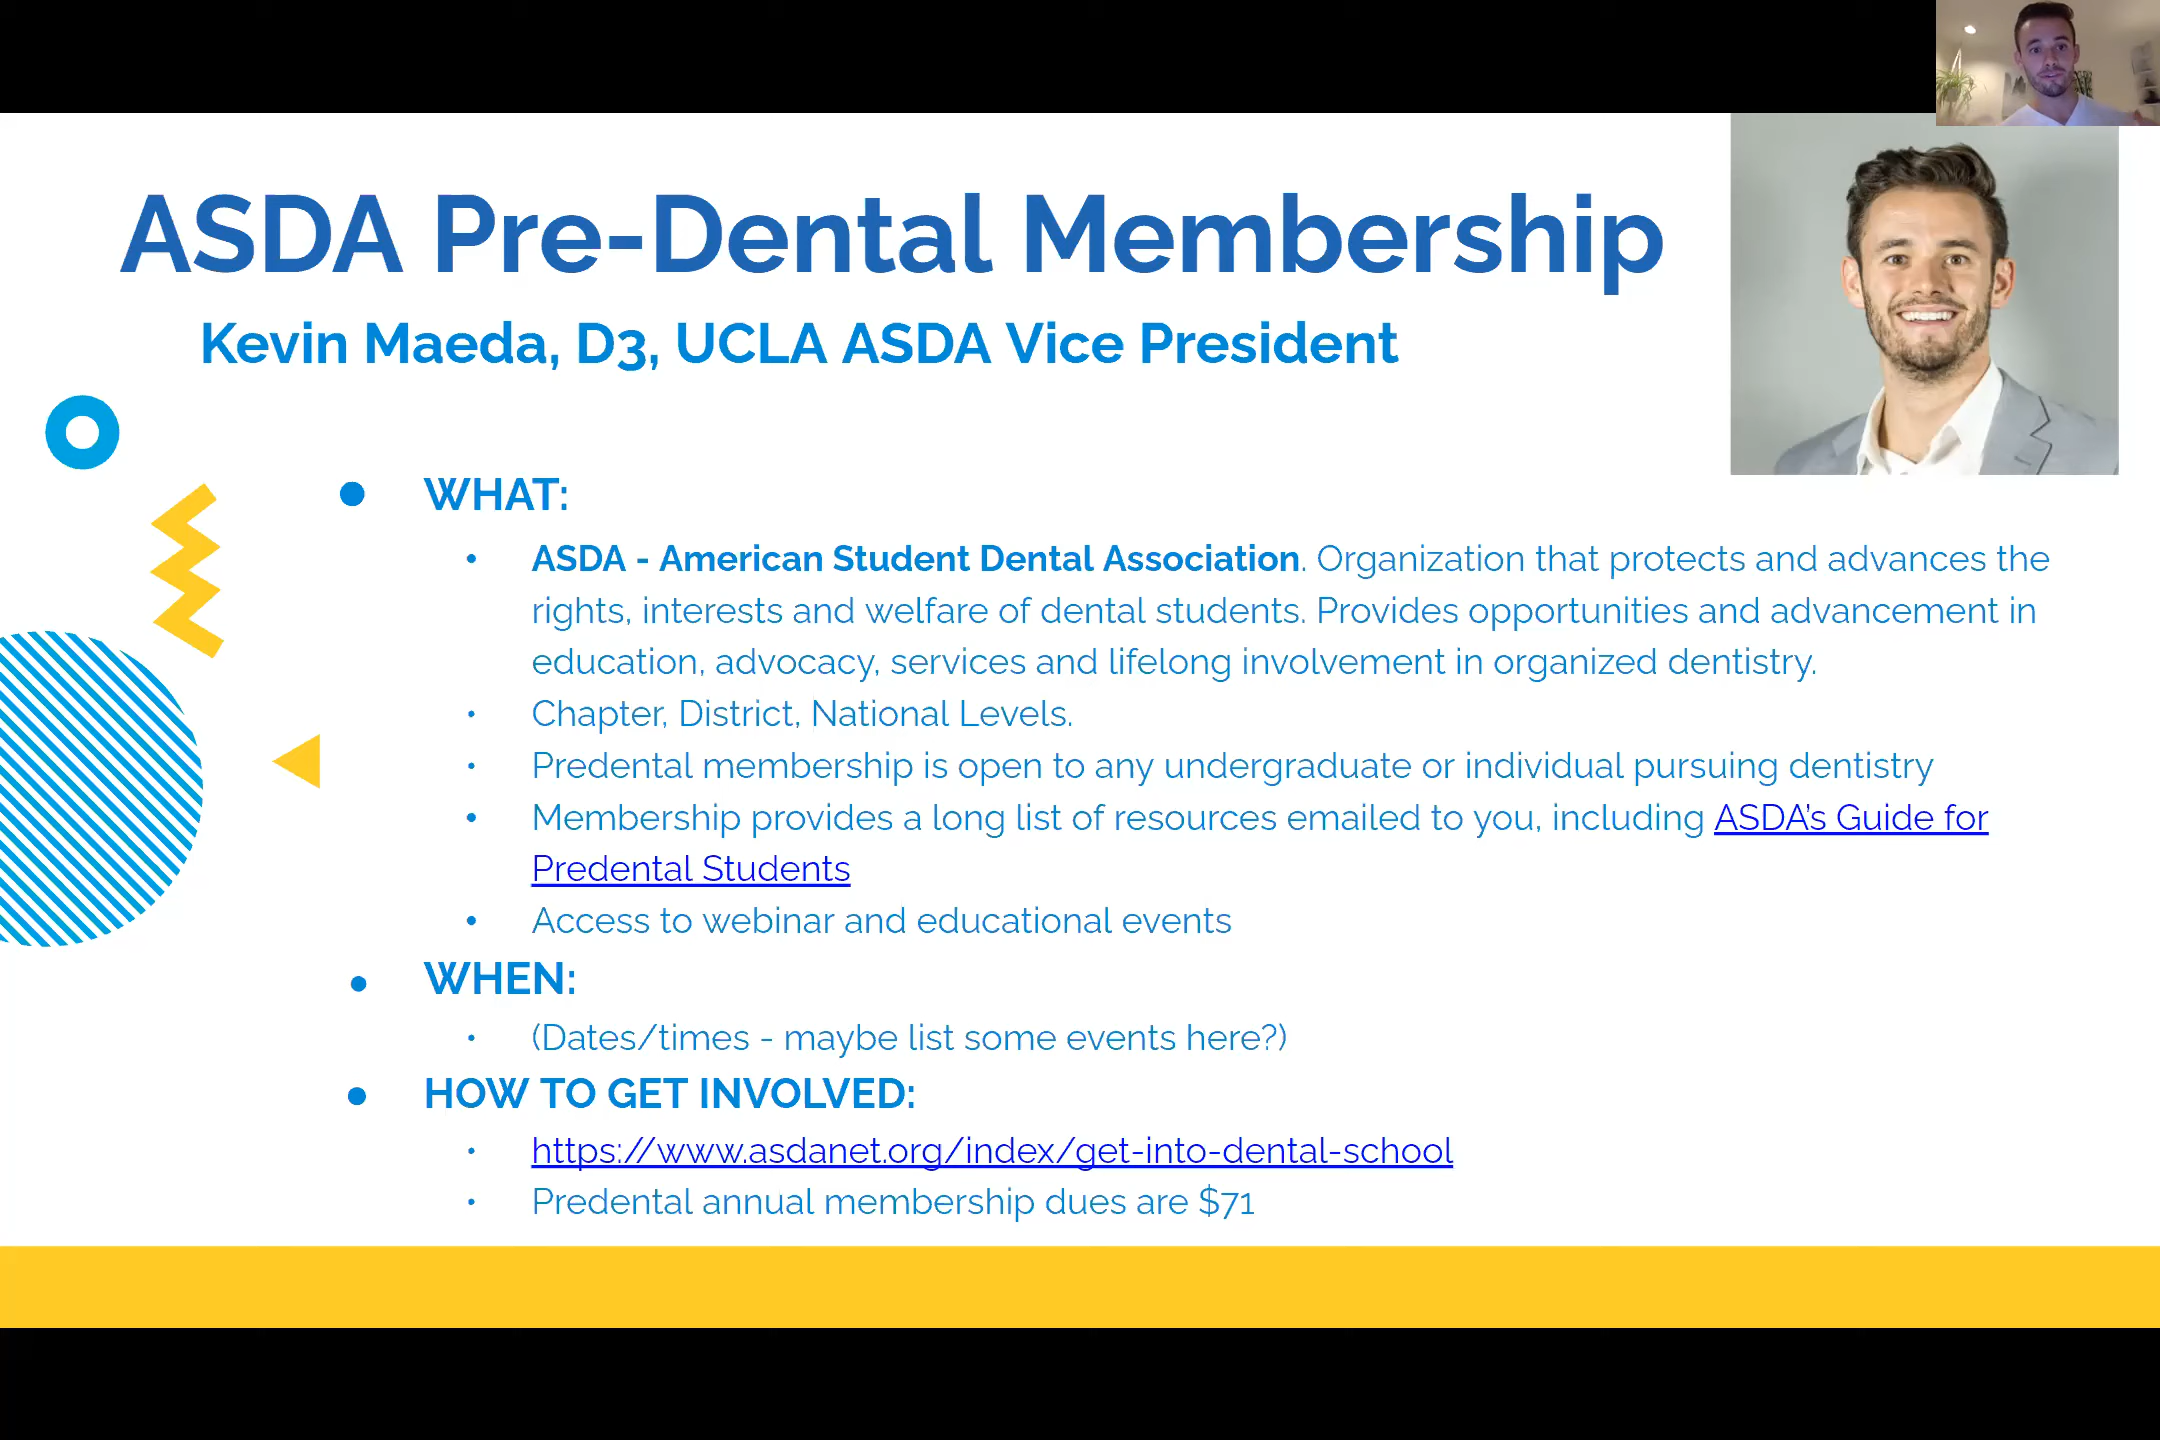 ASDA Pre-Dental Membership
Kevin Maeda, D3, UCLA ASDA Vice President
WHAT:
ASDA - American Student Dental Association. Organization that protects and advances the
rights, interests and welfare of dental students. Provides opportunities and advancement in
education, advocacy, services and lifelong involvement in organized dentistry.
Chapter, District, National Levels.
Predental membership is open to any undergraduate or individual pursuing dentistry
Membership provides a long list of resources emailed to you, including ASDA's Guide for
Predental Students
Access to webinar and educational events
WHEN:
(Dates/times - maybe list some events here?)
HOW TO GET INVOLVED:
https://www.asdanet.org/index/get-into-dental-school
Predental annual membership dues are $71